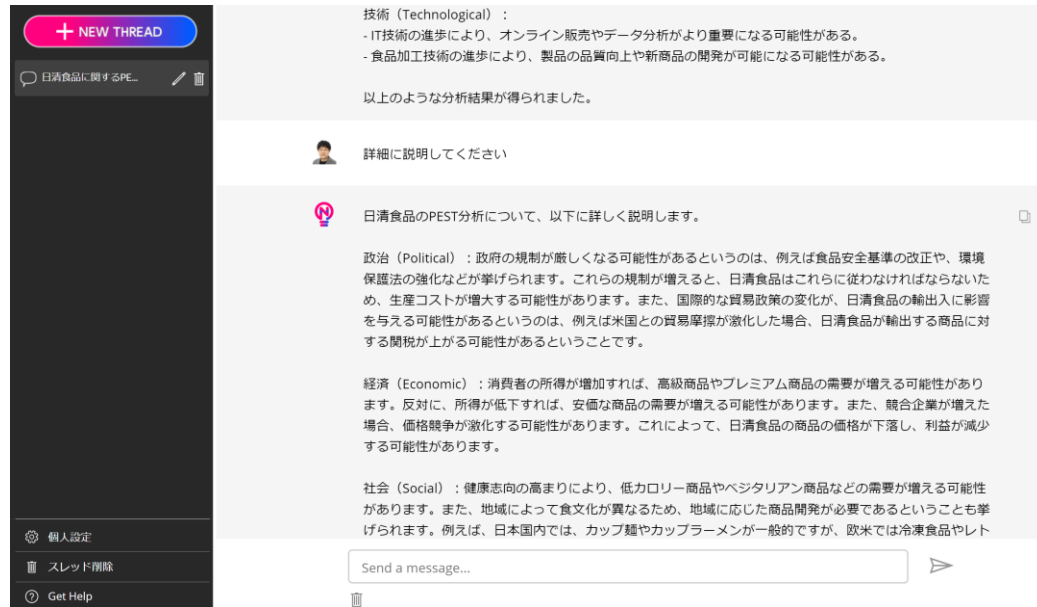 NEW THREAD
日清食品に関するPE...
個人設定
スレッド削除
Get Help
技術（Technological）：
- IT技術の進歩により、オンライン販売やデータ分析がより重要になる可能性がある。
- 食品加工技術の進歩により、製品の品質向上や新商品の開発が可能になる可能性がある。
以上のような分析結果が得られました。
詳細に説明してください
N
日清食品のPEST分析について、以下に詳しく説明します。
政治（Political）：政府の規制が厳しくなる可能性があるというのは、例えば食品安全基準の改正や、環境
保護法の強化などが挙げられます。これらの規制が増えると、日清食品はこれらに従わなければならないた
め、生産コストが増大する可能性があります。また、国際的な貿易政策の変化が、日清食品の輸出入に影響
を与える可能性があるというのは、例えば米国との貿易摩擦が激化した場合、日清食品が輸出する商品に対
する関税が上がる可能性があるということです。
経済（Economic）：消費者の所得が増加すれば、高級商品やプレミアム商品の需要が増える可能性があり
ます。反対に、所得が低下すれば、安価な商品の需要が増える可能性があります。また、競合企業が増えた
場合、価格競争が激化する可能性があります。これによって、日清食品の商品の価格が下落し、利益が減少
する可能性があります。
社会（Social）：健康志向の高まりにより、低カロリー商品やベジタリアン商品などの需要が増える可能性
があります。また、地域によって食文化が異なるため、地域に応じた商品開発が必要であるということも挙
げられます。例えば、日本国内では、カップ麺やカップラーメンが一般的ですが、欧米では冷凍食品やレト
Send a message...